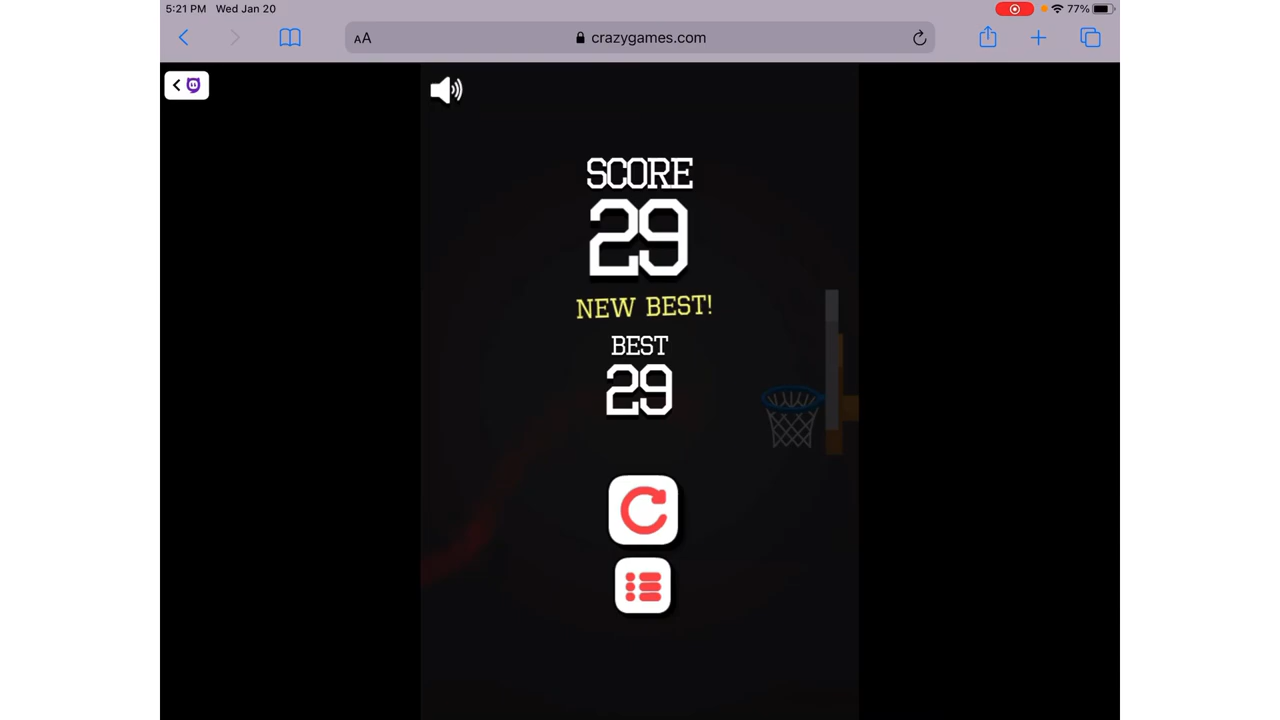 5:21 PM Wed Jan 20 77%
AA crazygames.com
SCORE
29
NEW BEST!
BEST
29